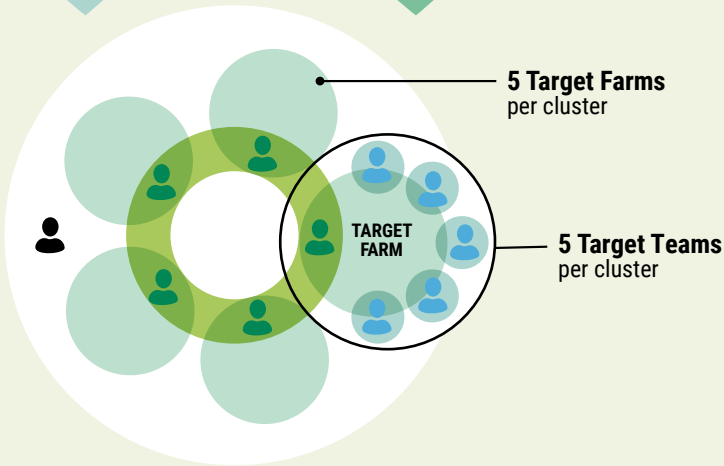 5 Target Farms
per cluster
TARGET
FARM
5 Target Teams
per cluster